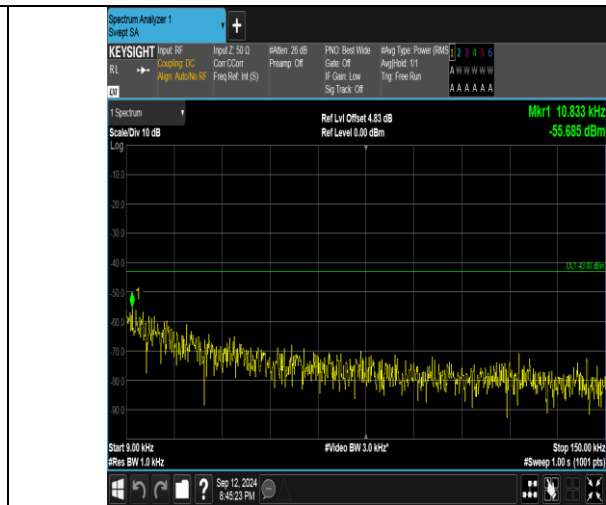 Spectrum Analyzer 1
Swept SA
+
KEYSIGHT Input: RF Input Z: 50 Ω #Atten: 26 dB PNO: Best Wide #Avg Type: Power (RMS 1 2 3 4 5 6
RL Coupling: DC Corr CCorr Preamp: Off Gate: Off Avg|Hold: 1/1 A W W W W W
Align: Auto/No RF Freq Ref: Int (S) IF Gain: Low Trig: Free Run
LXI Sig Track: Off A A A A A A
1 Spectrum Ref Lvl Offset 4.83 dB Mkr1 10.833 kHz
Scale/Div 10 dB Ref Level 0.00 dBm -55.685 dBm
Log
-10.0
-20.0
-30.0
-40.0
DL1 -43.00 dBm
-50.0
1
-60.0
-70.0
-80.0
-90.0
Start 9.00 kHz #Video BW 3.0 kHz* Stop 150.00 kHz
#Res BW 1.0 kHz #Sweep 1.00 s (1001 pts)
? Sep 12, 2024
8:45:23 PM